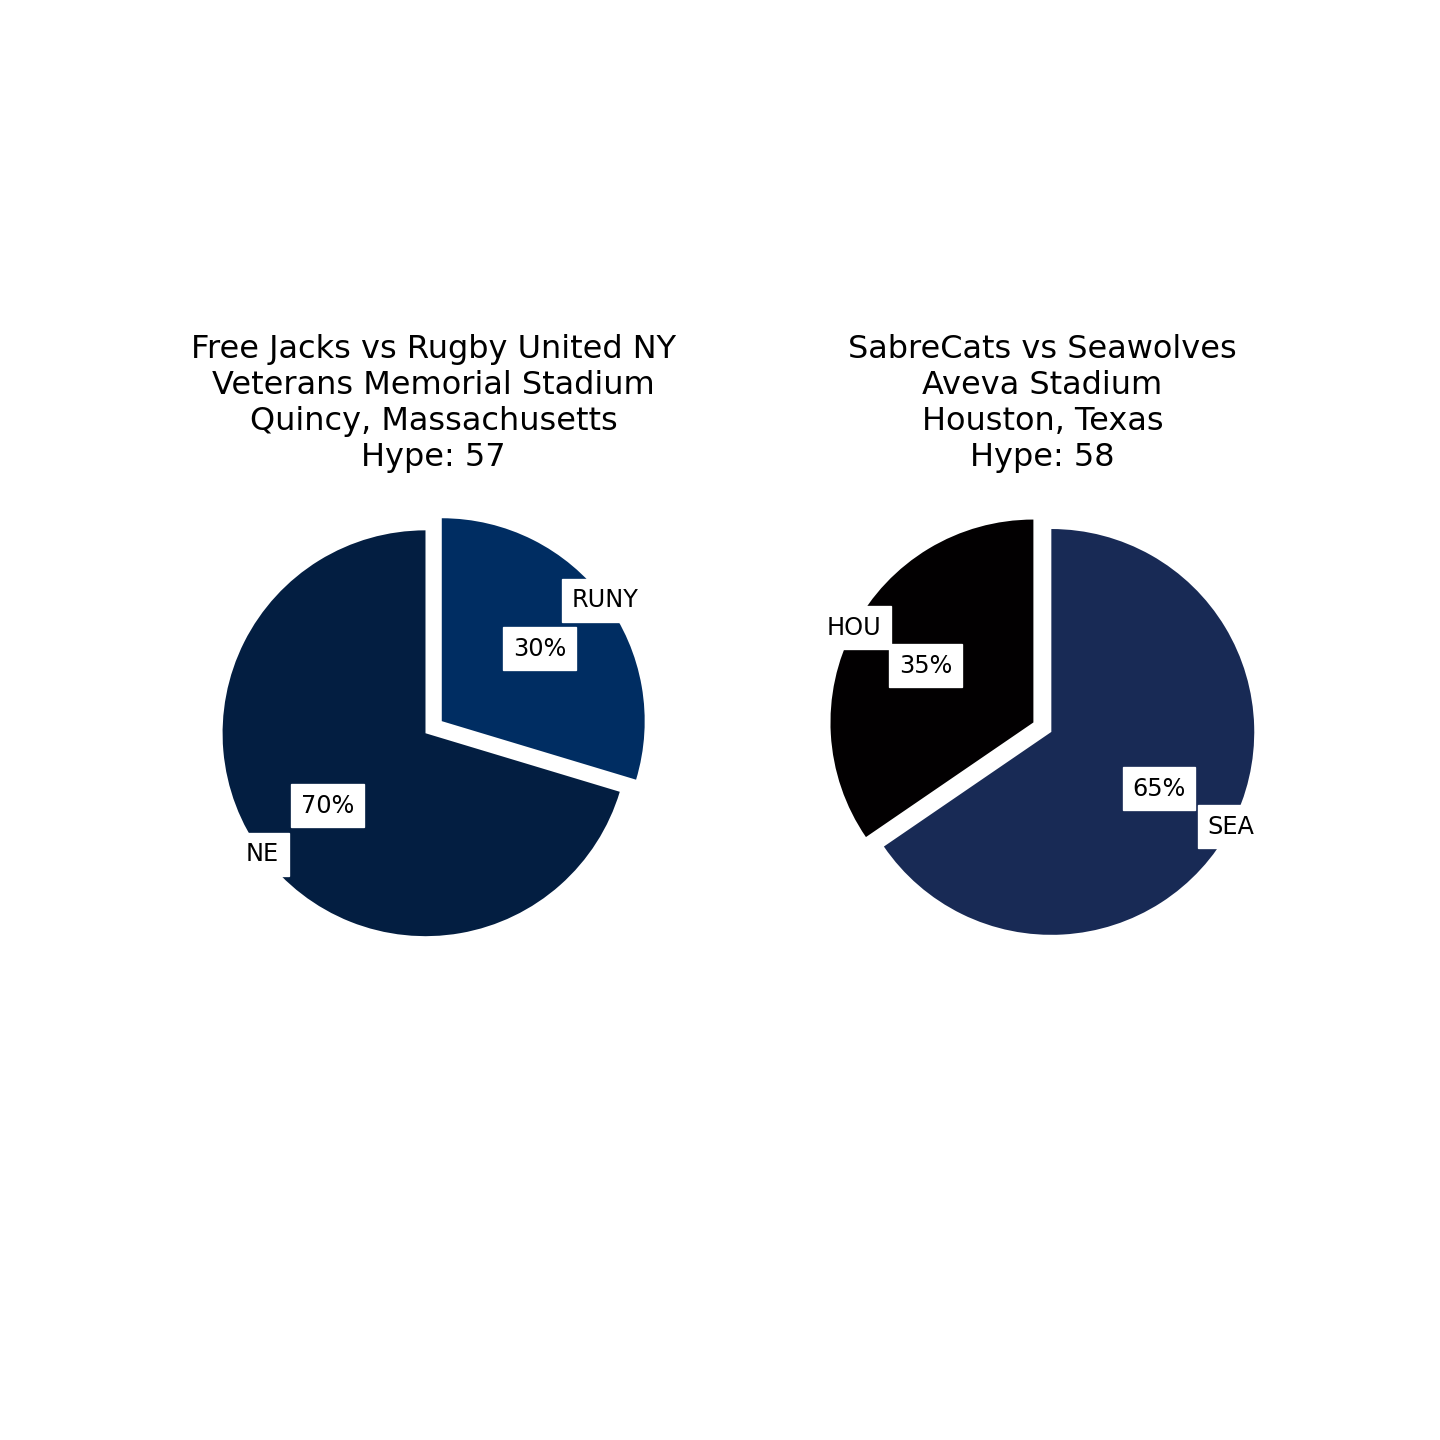 Free Jacks vs Rugby United NY
Veterans Memorial Stadium
Quincy, Massachusetts
Hype: 57
RUNY
30%
70%
NE
SabreCats vs Seawolves
Aveva Stadium
Houston, Texas
Hype: 58
HOU
35%
65%
SEA